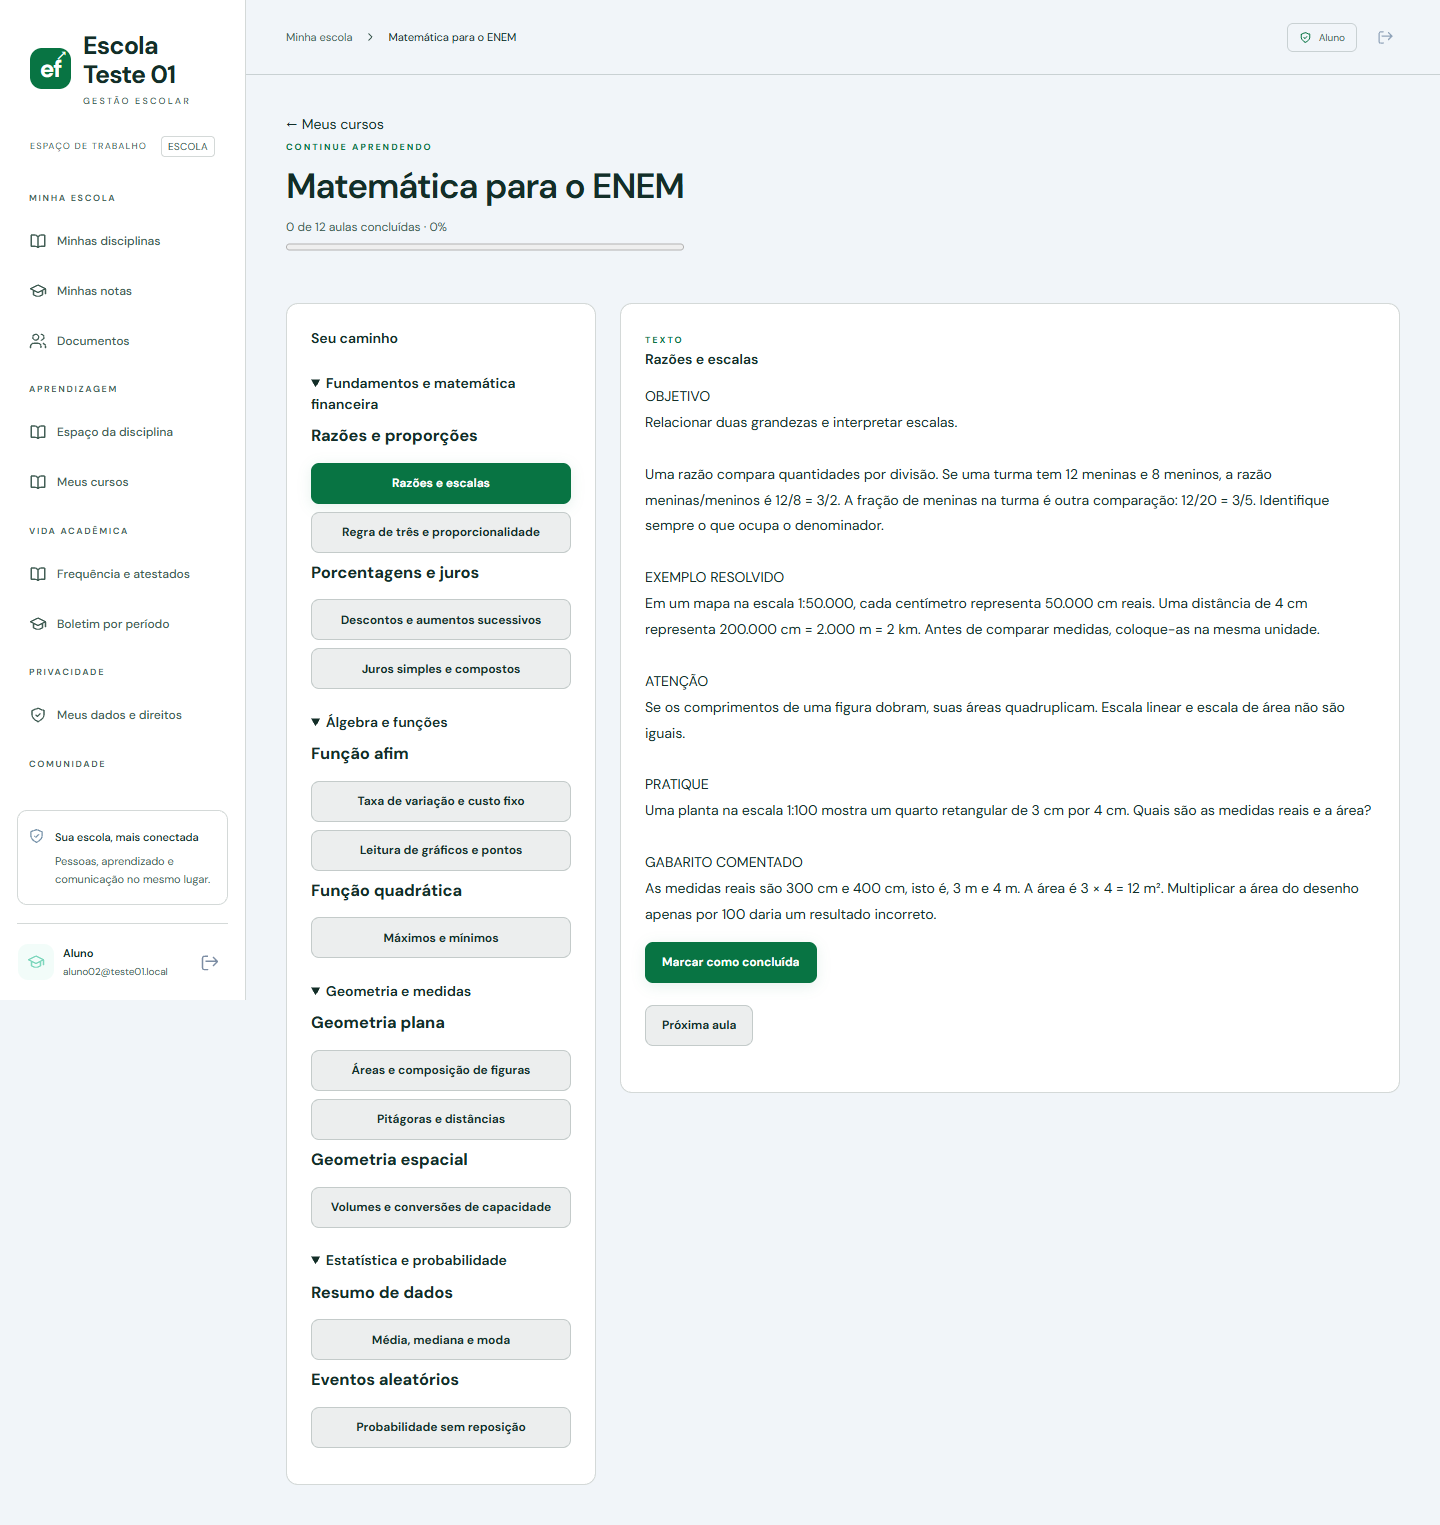 ef
Escola
Teste 01
GESTÃO ESCOLAR
ESPAÇO DE TRABALHO
ESCOLA
MINHA ESCOLA
Minhas disciplinas
Minhas notas
Documentos
APRENDIZAGEM
Espaço da disciplina
Meus cursos
VIDA ACADÊMICA
Frequência e atestados
Boletim por período
PRIVACIDADE
Meus dados e direitos
COMUNIDADE
Sua escola, mais conectada
Pessoas, aprendizado e
comunicação no mesmo lugar.
Aluno
aluno02@teste01.local
Minha escola > Matemática para o ENEM
Aluno
← Meus cursos
CONTINUE APRENDENDO
Matemática para o ENEM
0 de 12 aulas concluídas · 0%
Seu caminho
▼ Fundamentos e matemática
financeira
Razões e proporções
Razões e escalas
Regra de três e proporcionalidade
Porcentagens e juros
Descontos e aumentos sucessivos
Juros simples e compostos
▼ Álgebra e funções
Função afim
Taxa de variação e custo fixo
Leitura de gráficos e pontos
Função quadrática
Máximos e mínimos
▼ Geometria e medidas
Geometria plana
Áreas e composição de figuras
Pitágoras e distâncias
Geometria espacial
Volumes e conversões de capacidade
▼ Estatística e probabilidade
Resumo de dados
Média, mediana e moda
Eventos aleatórios
Probabilidade sem reposição
TEXTO
Razões e escalas
OBJETIVO
Relacionar duas grandezas e interpretar escalas.
Uma razão compara quantidades por divisão. Se uma turma tem 12 meninas e 8 meninos, a razão
meninas/meninos é 12/8 = 3/2. A fração de meninas na turma é outra comparação: 12/20 = 3/5. Identifique
sempre o que ocupa o denominador.
EXEMPLO RESOLVIDO
Em um mapa na escala 1:50.000, cada centímetro representa 50.000 cm reais. Uma distância de 4 cm
representa 200.000 cm = 2.000 m = 2 km. Antes de comparar medidas, coloque-as na mesma unidade.
ATENÇÃO
Se os comprimentos de uma figura dobram, suas áreas quadruplicam. Escala linear e escala de área não são
iguais.
PRATIQUE
Uma planta na escala 1:100 mostra um quarto retangular de 3 cm por 4 cm. Quais são as medidas reais e a área?
GABARITO COMENTADO
As medidas reais são 300 cm e 400 cm, isto é, 3 m e 4 m. A área é 3 × 4 = 12 m². Multiplicar a área do desenho
apenas por 100 daria um resultado incorreto.
Marcar como concluída
Próxima aula